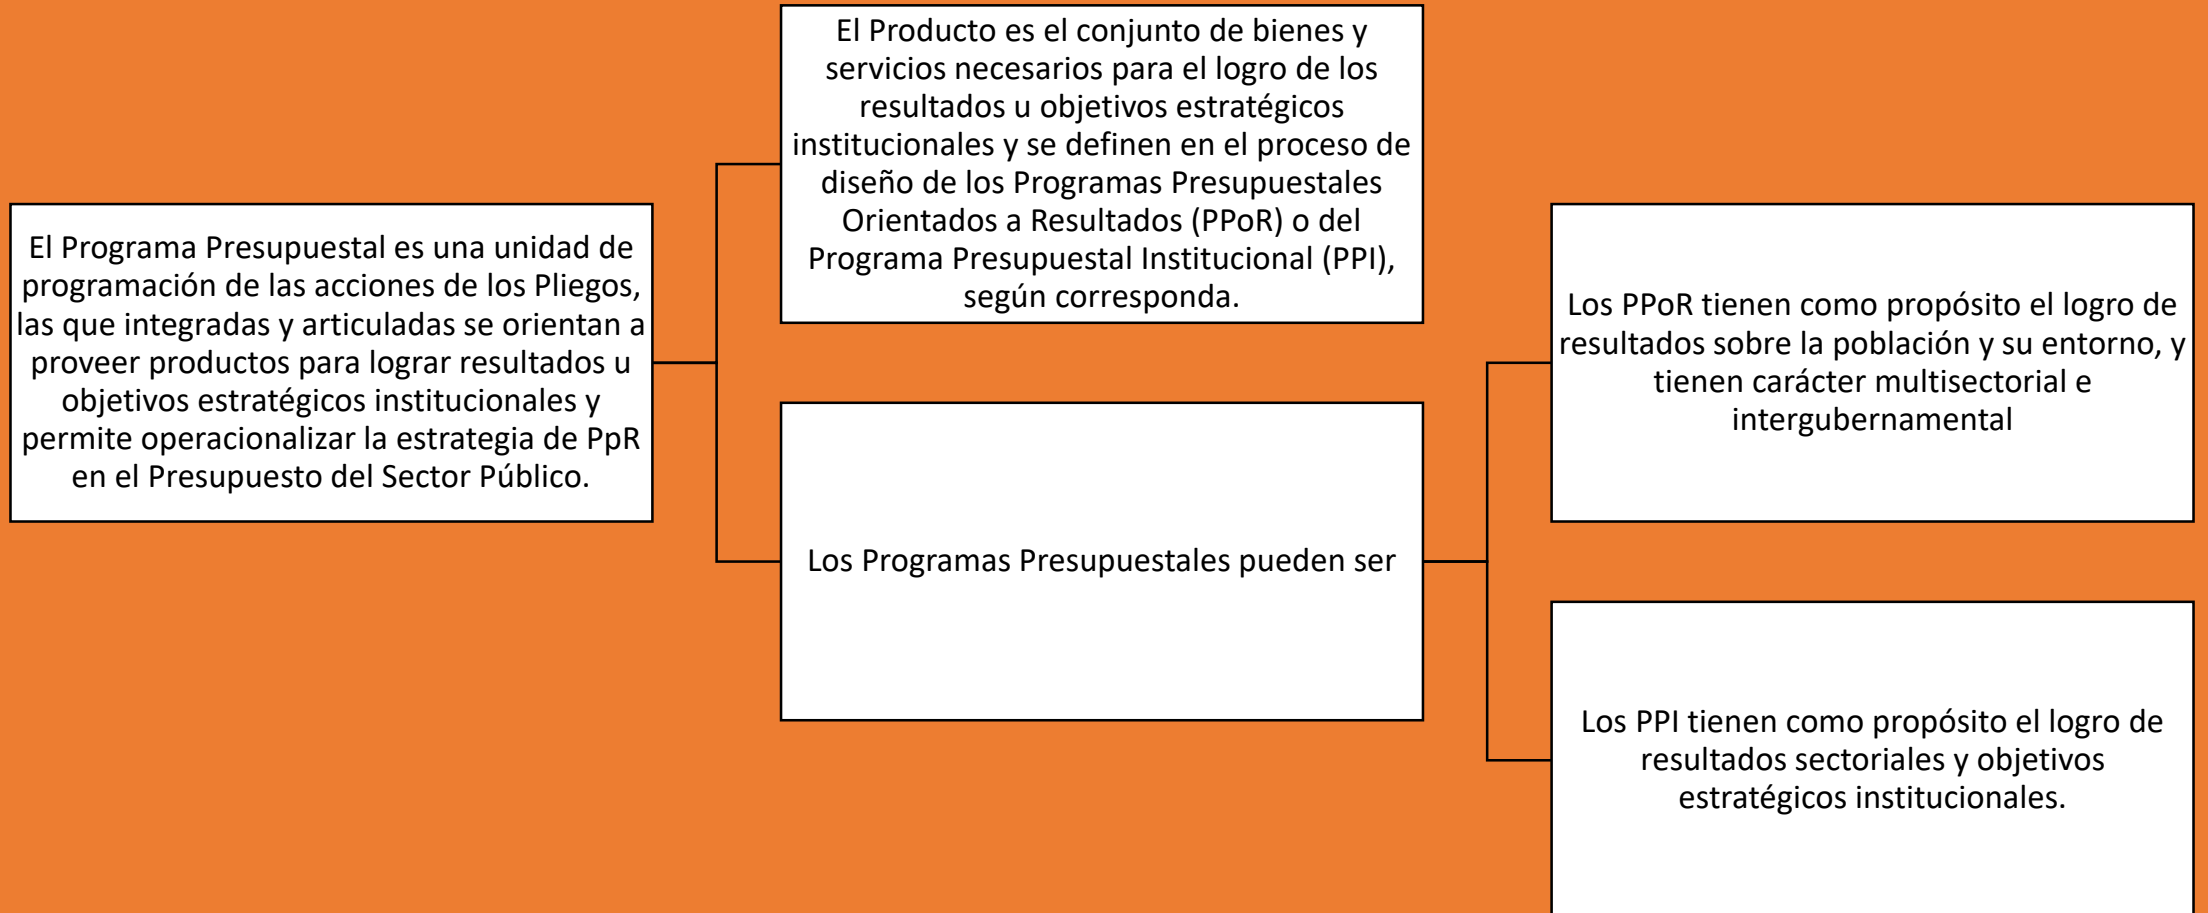 El Programa Presupuestal es una unidad de
programación de las acciones de los Pliegos,
las que integradas y articuladas se orientan a
proveer productos para lograr resultados u
objetivos estratégicos institucionales y
permite operacionalizar la estrategia de PpR
en el Presupuesto del Sector Público.
El Producto es el conjunto de bienes y
servicios necesarios para el logro de los
resultados u objetivos estratégicos
institucionales y se definen en el proceso de
diseño de los Programas Presupuestales
Orientados a Resultados (PPoR) o del
Programa Presupuestal Institucional (PPI),
según corresponda.
Los Programas Presupuestales pueden ser
Los PPoR tienen como propósito el logro de
resultados sobre la población y su entorno, y
tienen carácter multisectorial e
intergubernamental
Los PPI tienen como propósito el logro de
resultados sectoriales y objetivos
estratégicos institucionales.